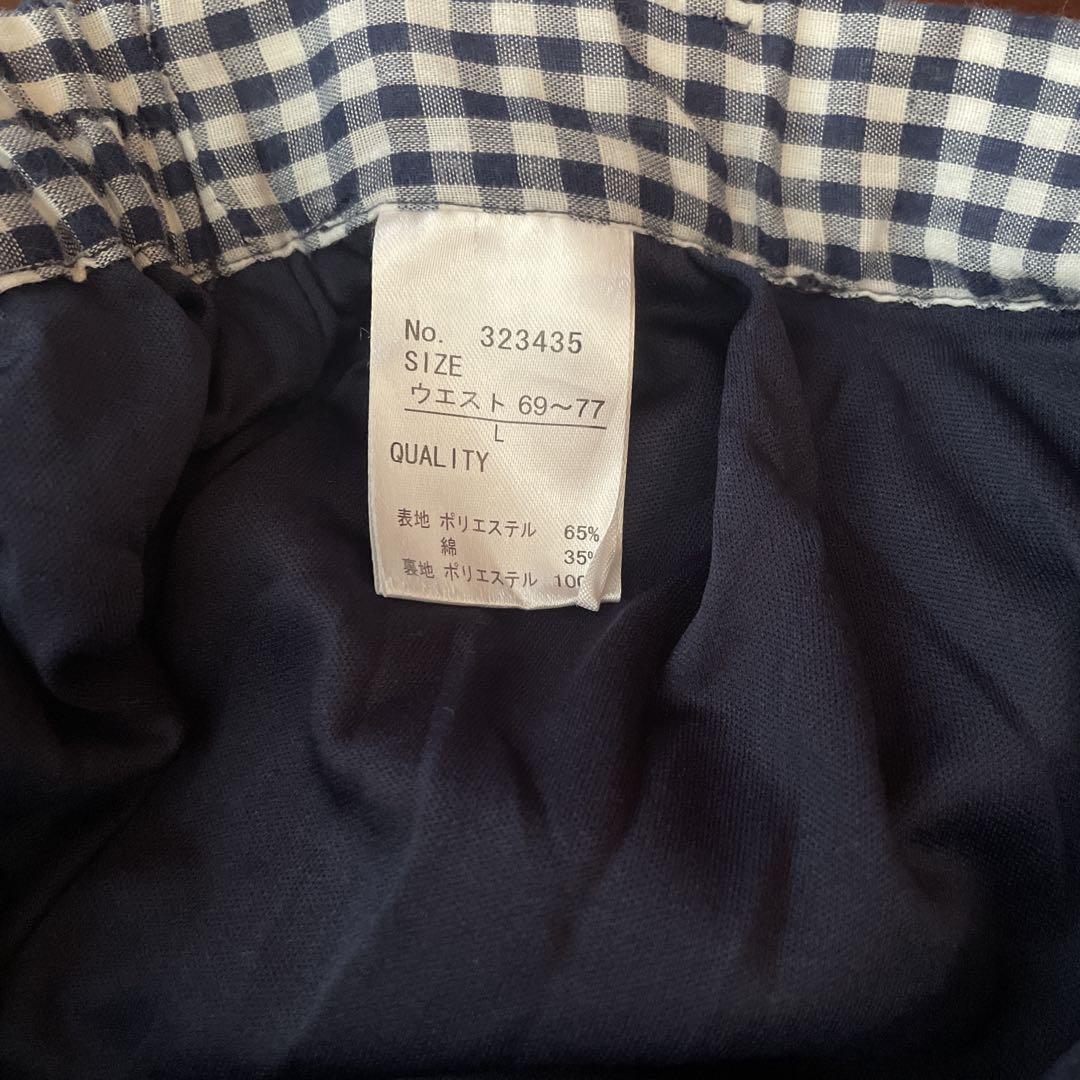 No. 323435
SIZE
ウエスト 69～77
L
QUALITY
表地 ポリエステル 65%
綿 35%
裏地 ポリエステル 100